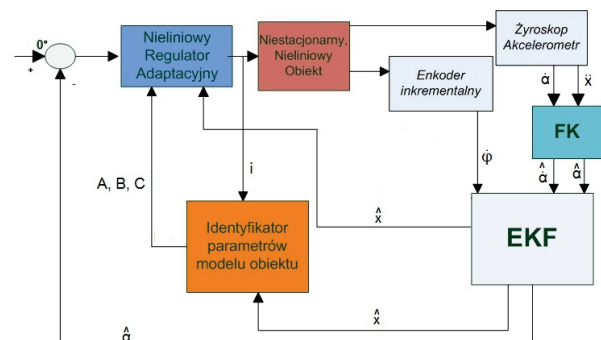 0°
+
-
Nieliniowy
Regulator
Adaptacyjny
Niestacjonarny,
Nieliniowy
Obiekt
Żyroskop
Akcelerometr
Enkoder
inkrementalny
α̇
ẍ
FK
A, B, C
i
φ̇
α̂̇
α̂
x̂
Identyfikator
parametrów
modelu obiektu
EKF
x̂
α̂